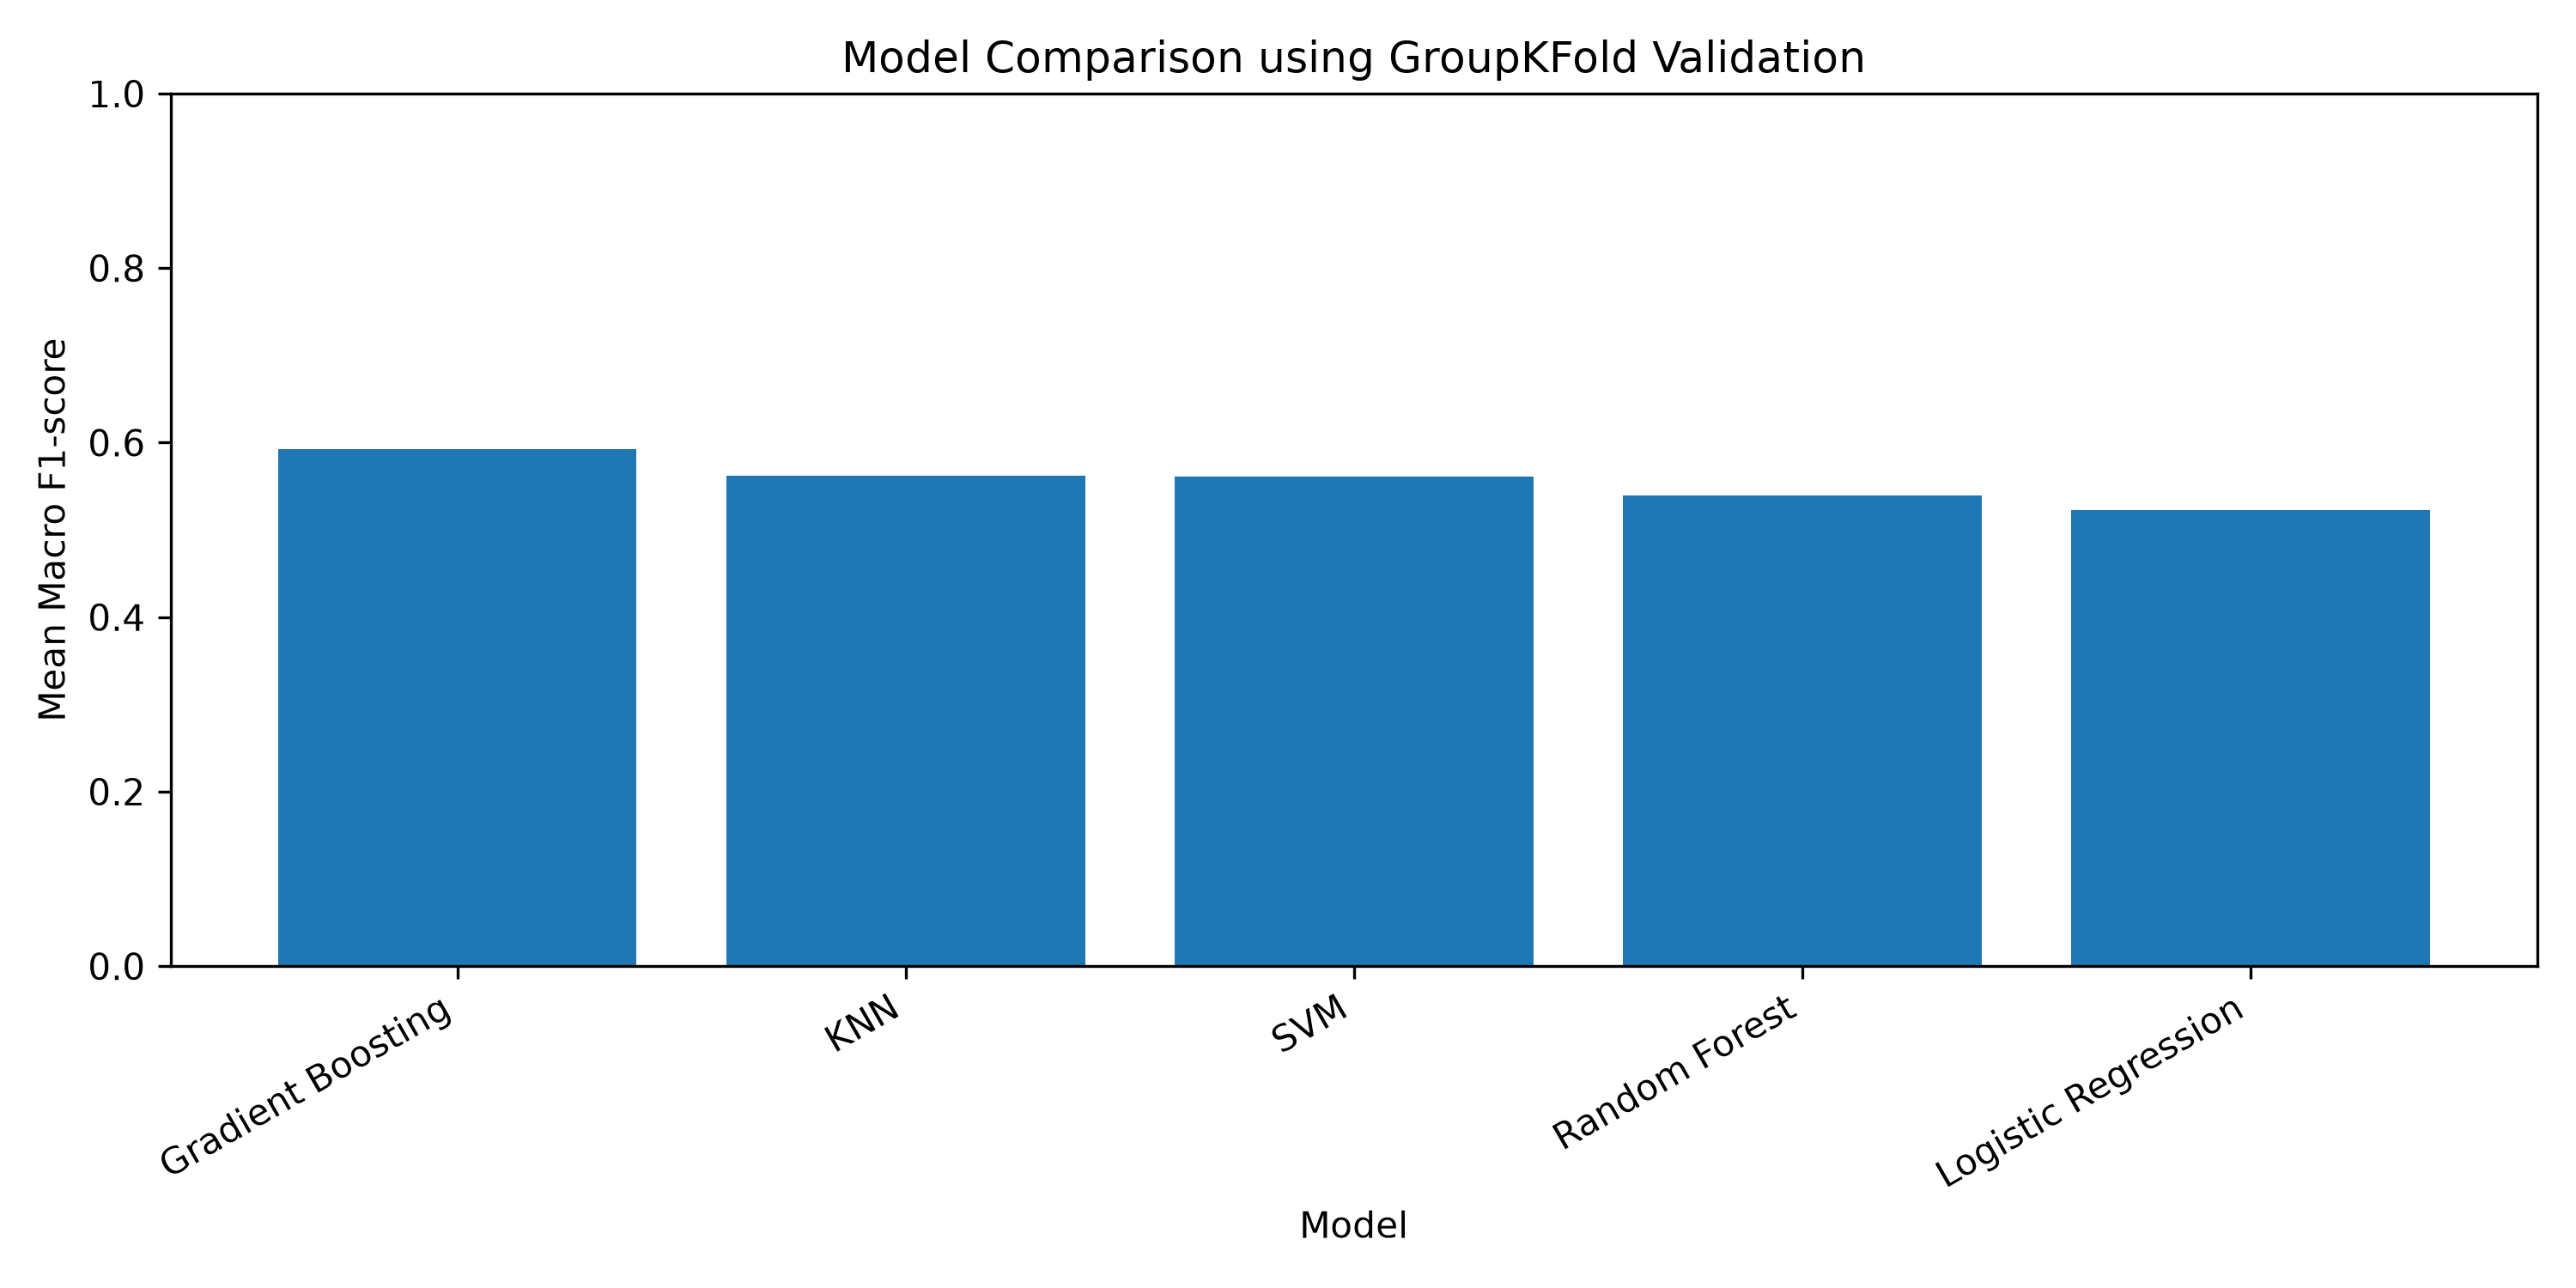 Model Comparison using GroupKFold Validation
Mean Macro F1-score
1.0
0.8
0.6
0.4
0.2
0.0
Gradient Boosting
KNN
SVM
Random Forest
Logistic Regression
Model